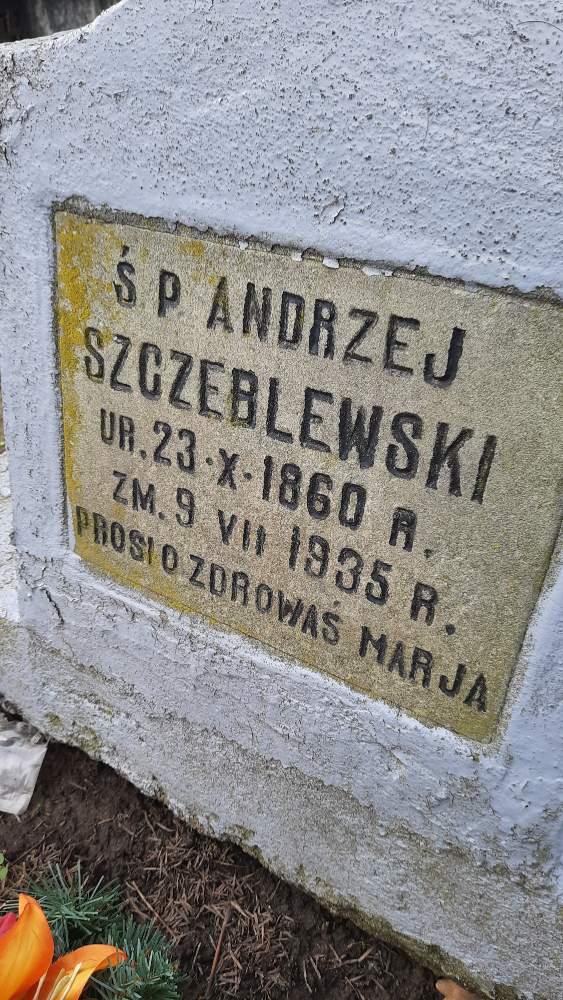 Ś P ANDRZEJ
SZCZEBLEWSKI
UR. 23·X·1860 R.
ZM. 9 VII 1935 R.
PROSI O ZDROWAŚ MARJA